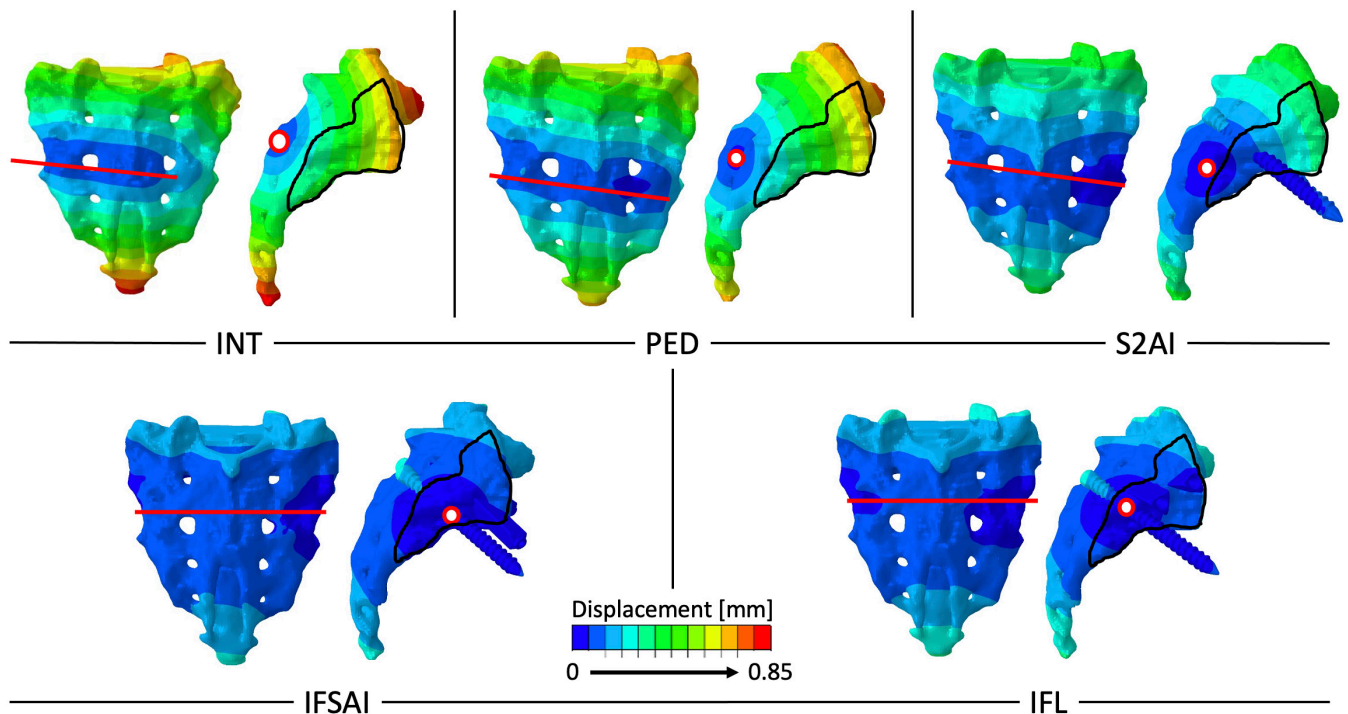 INT
PED
S2AI
Displacement [mm]
0
0.85
IFSAI
IFL